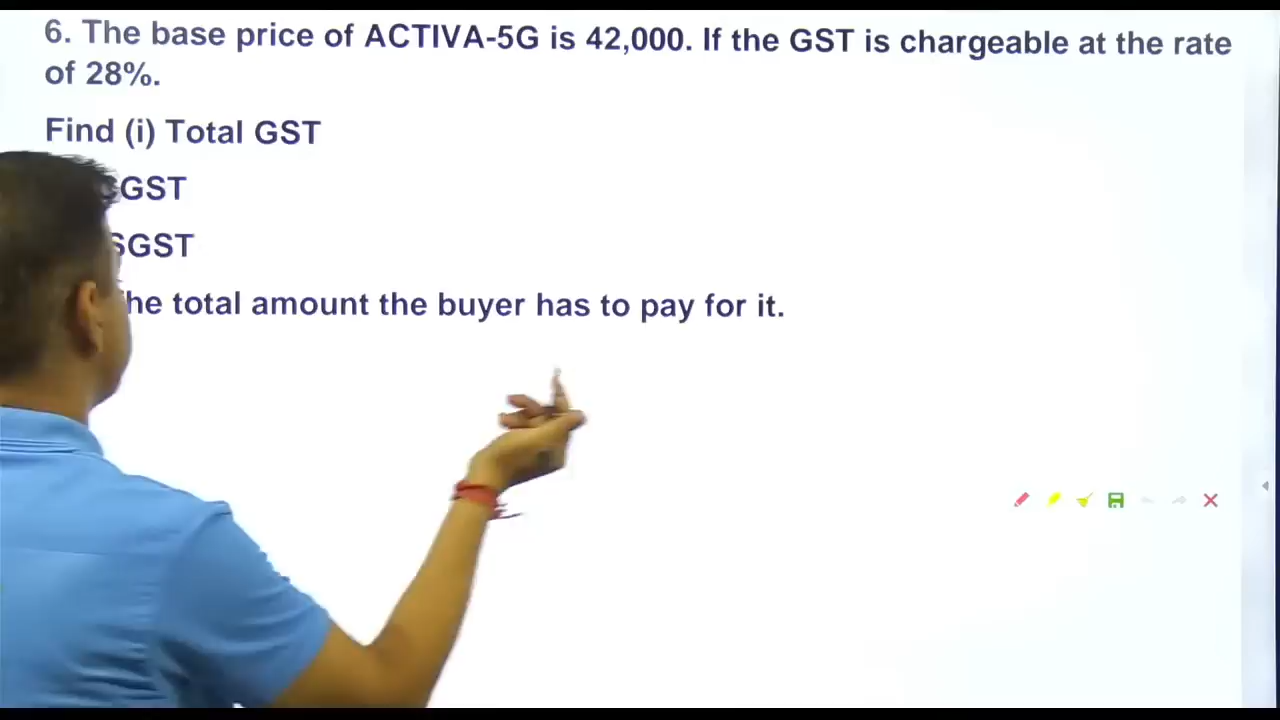 6. The base price of ACTIVA-5G is 42,000. If the GST is chargeable at the rate
of 28%.
Find (i) Total GST
CGST
SGST
he total amount the buyer has to pay for it.